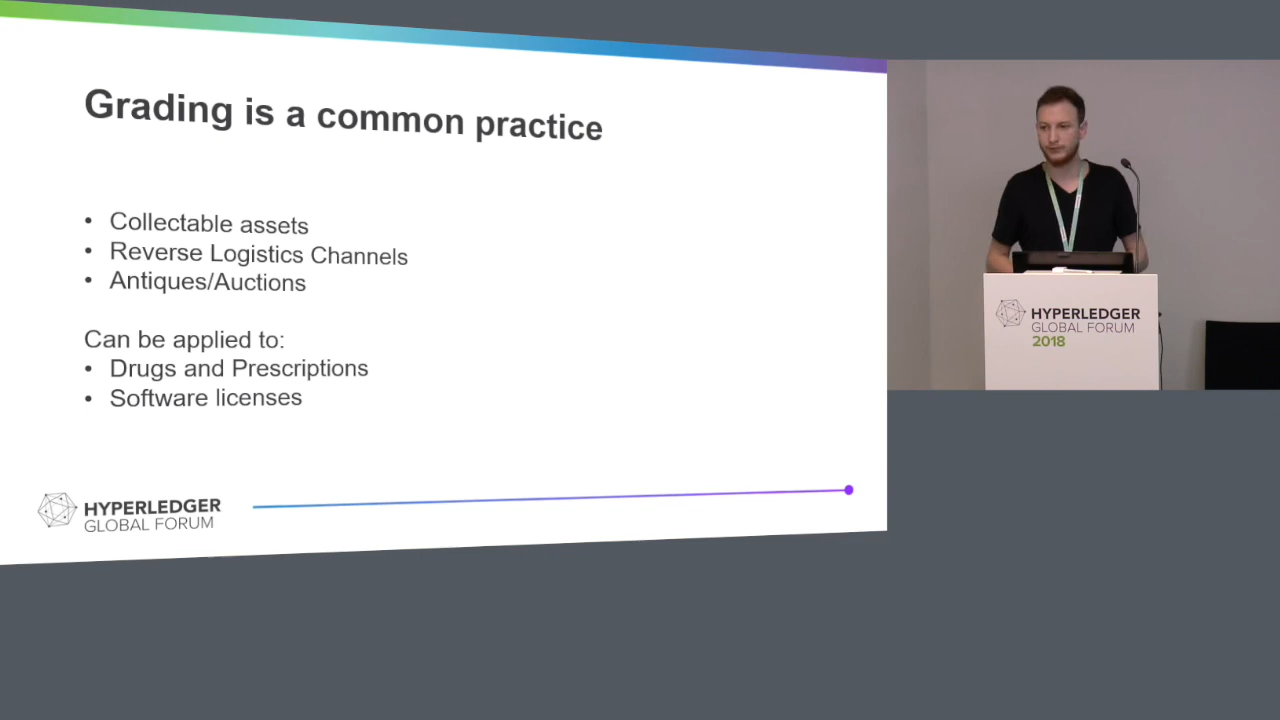 Grading is a common practice
• Collectable assets
• Reverse Logistics Channels
• Antiques/Auctions
Can be applied to:
• Drugs and Prescriptions
• Software licenses
HYPERLEDGER
GLOBAL FORUM
HYPERLEDGER
GLOBAL FORUM
2018